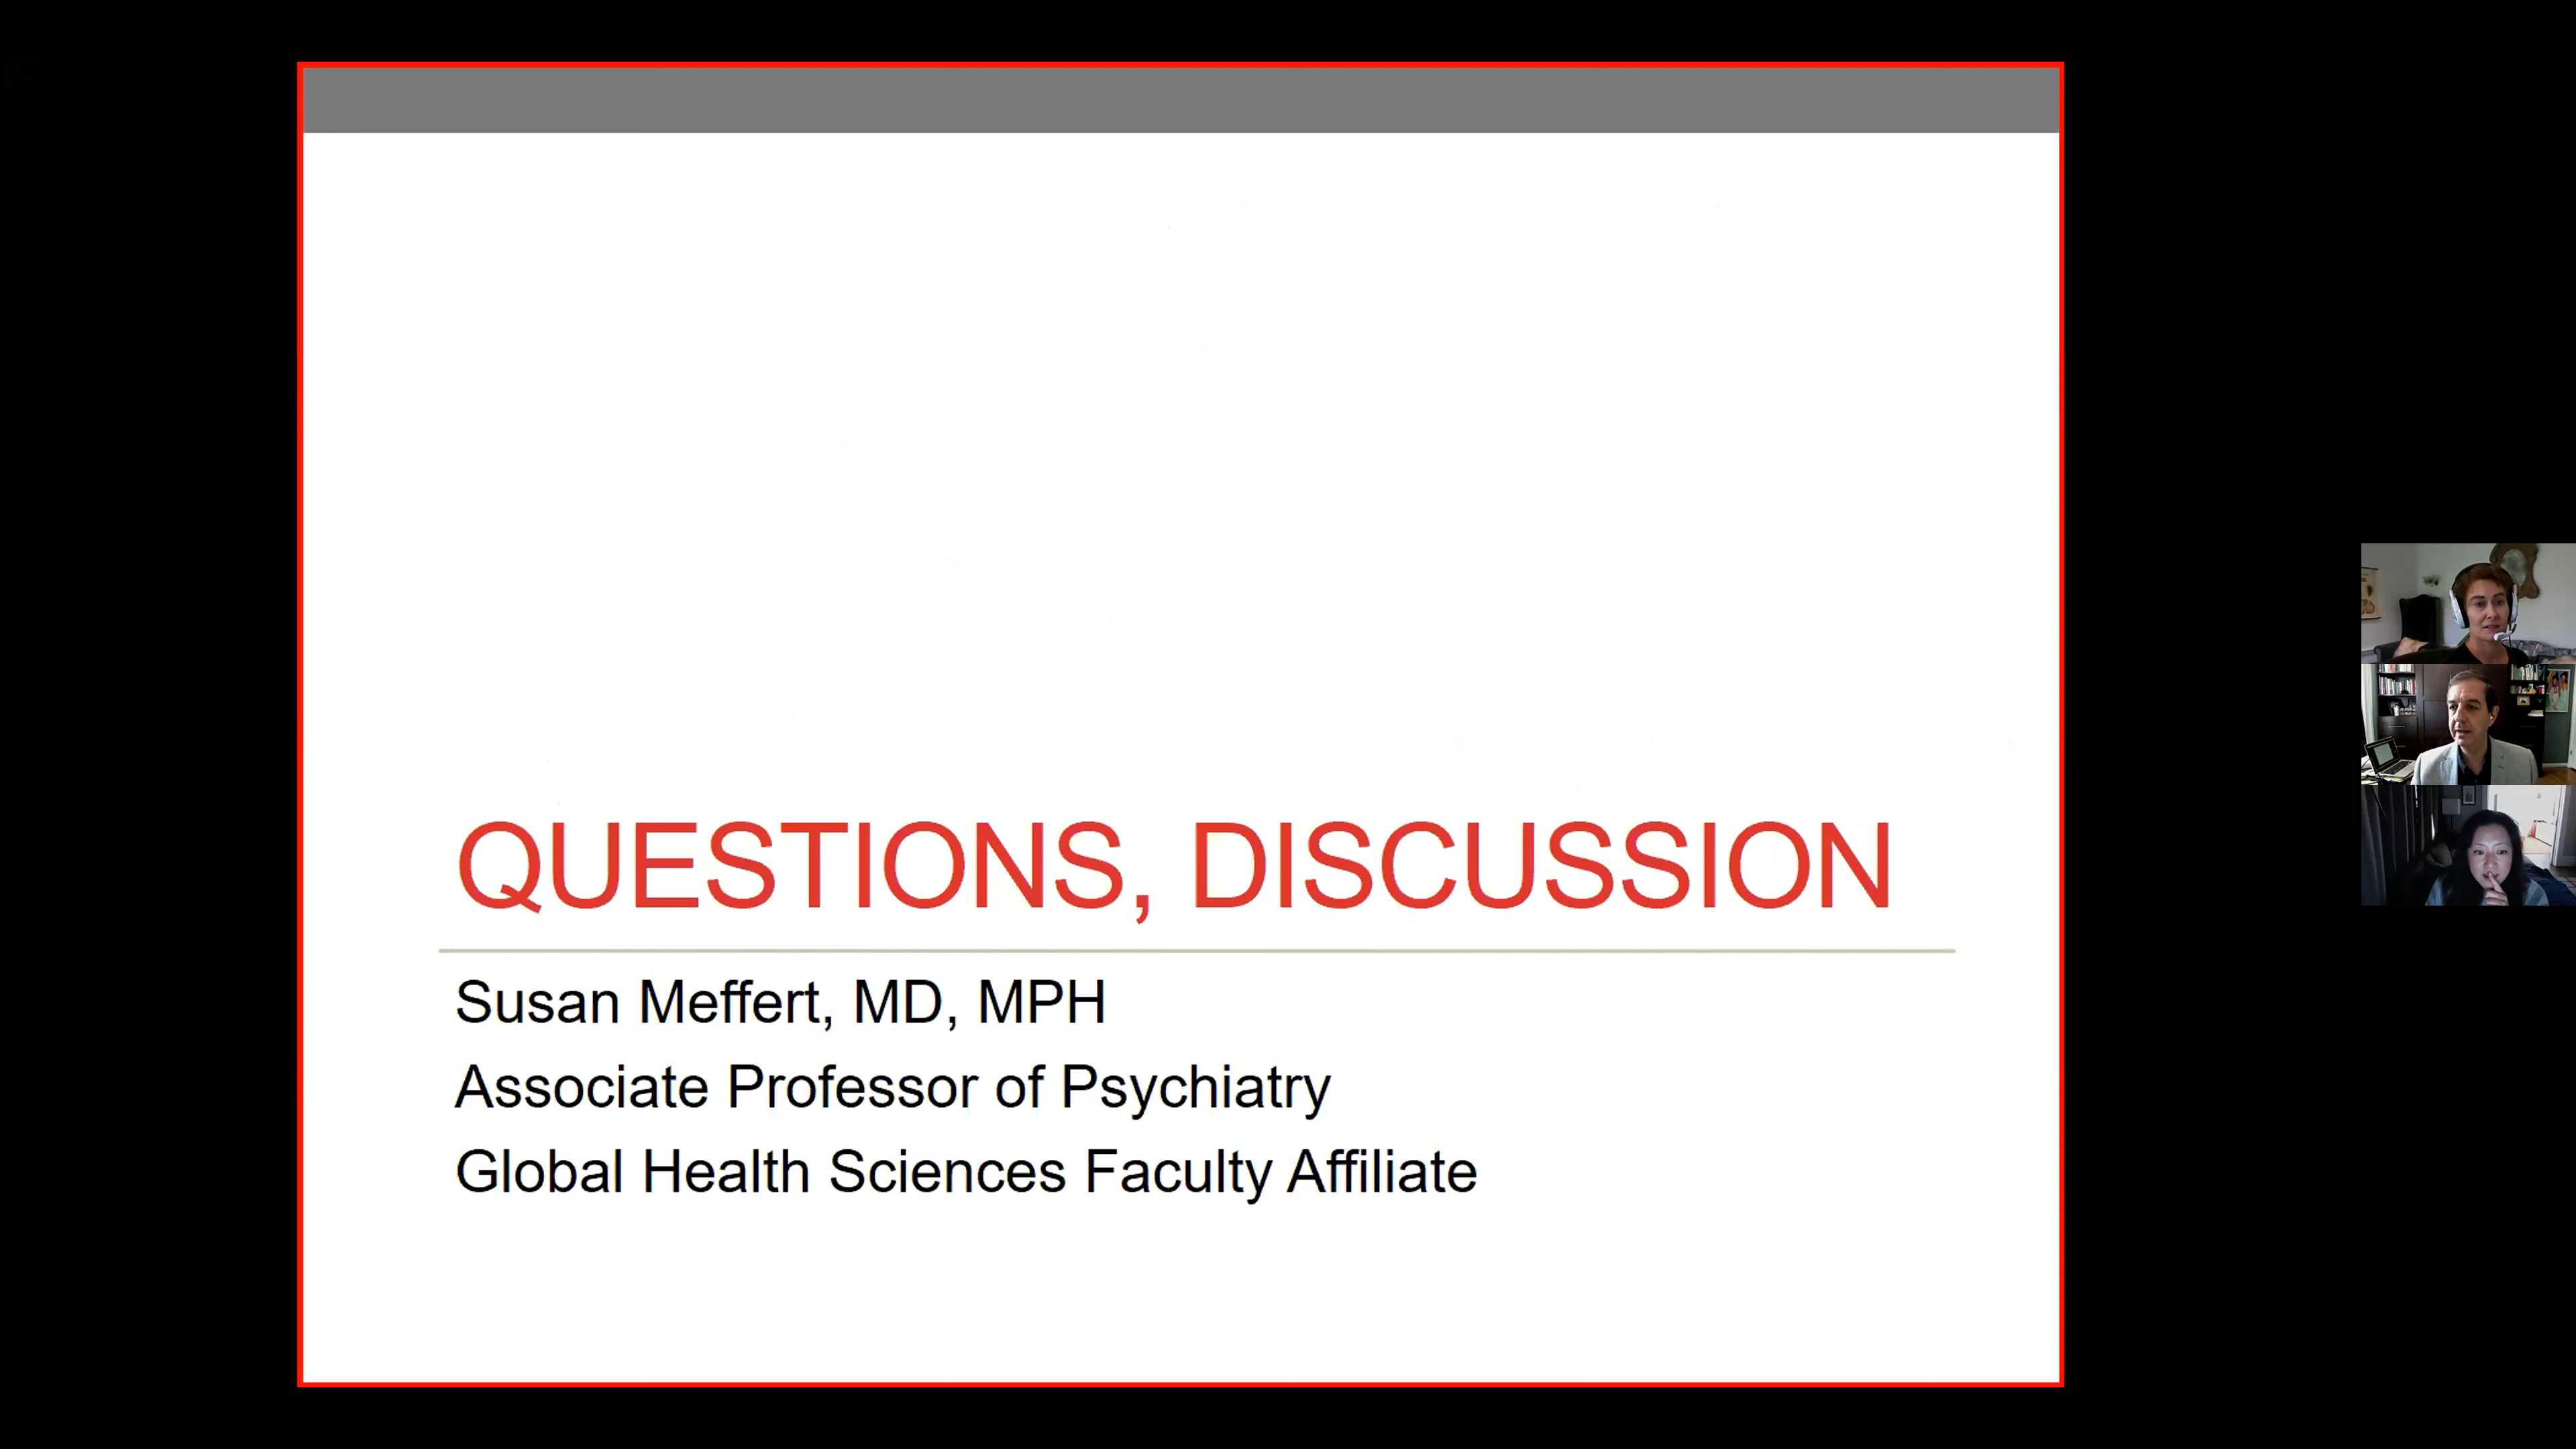 QUESTIONS, DISCUSSION
Susan Meffert, MD, MPH
Associate Professor of Psychiatry
Global Health Sciences Faculty Affiliate